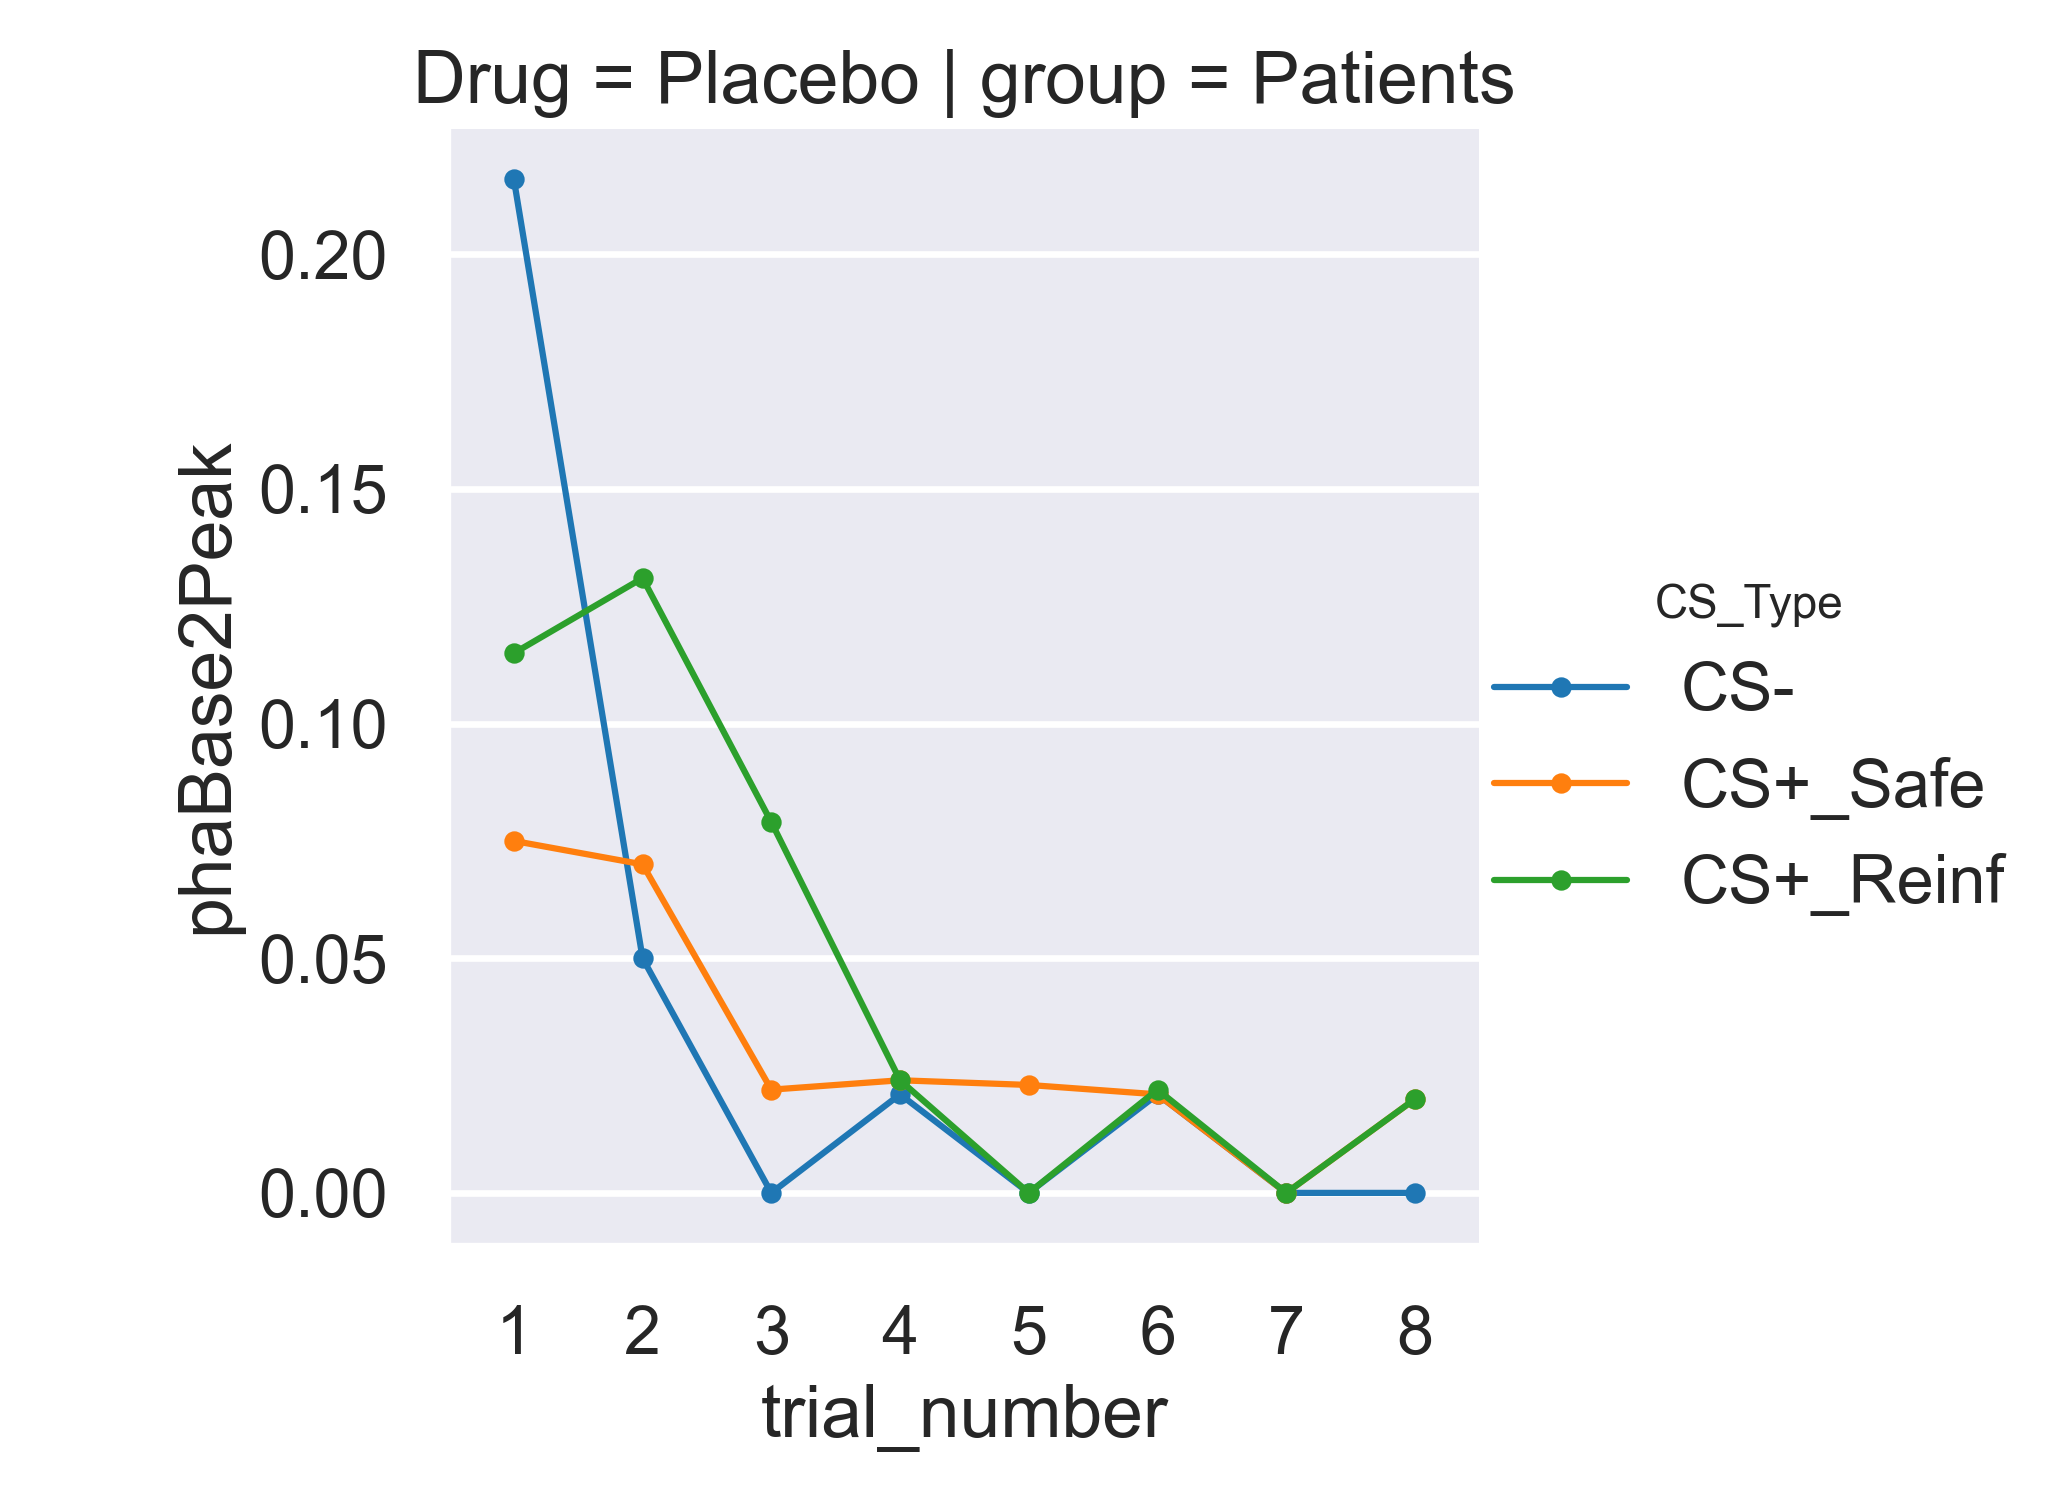 Drug = Placebo | group = Patients
phaBase2Peak
0.20
0.15
0.10
0.05
0.00
1 2 3 4 5 6 7 8
trial_number
CS_Type
CS-
CS+_Safe
CS+_Reinf